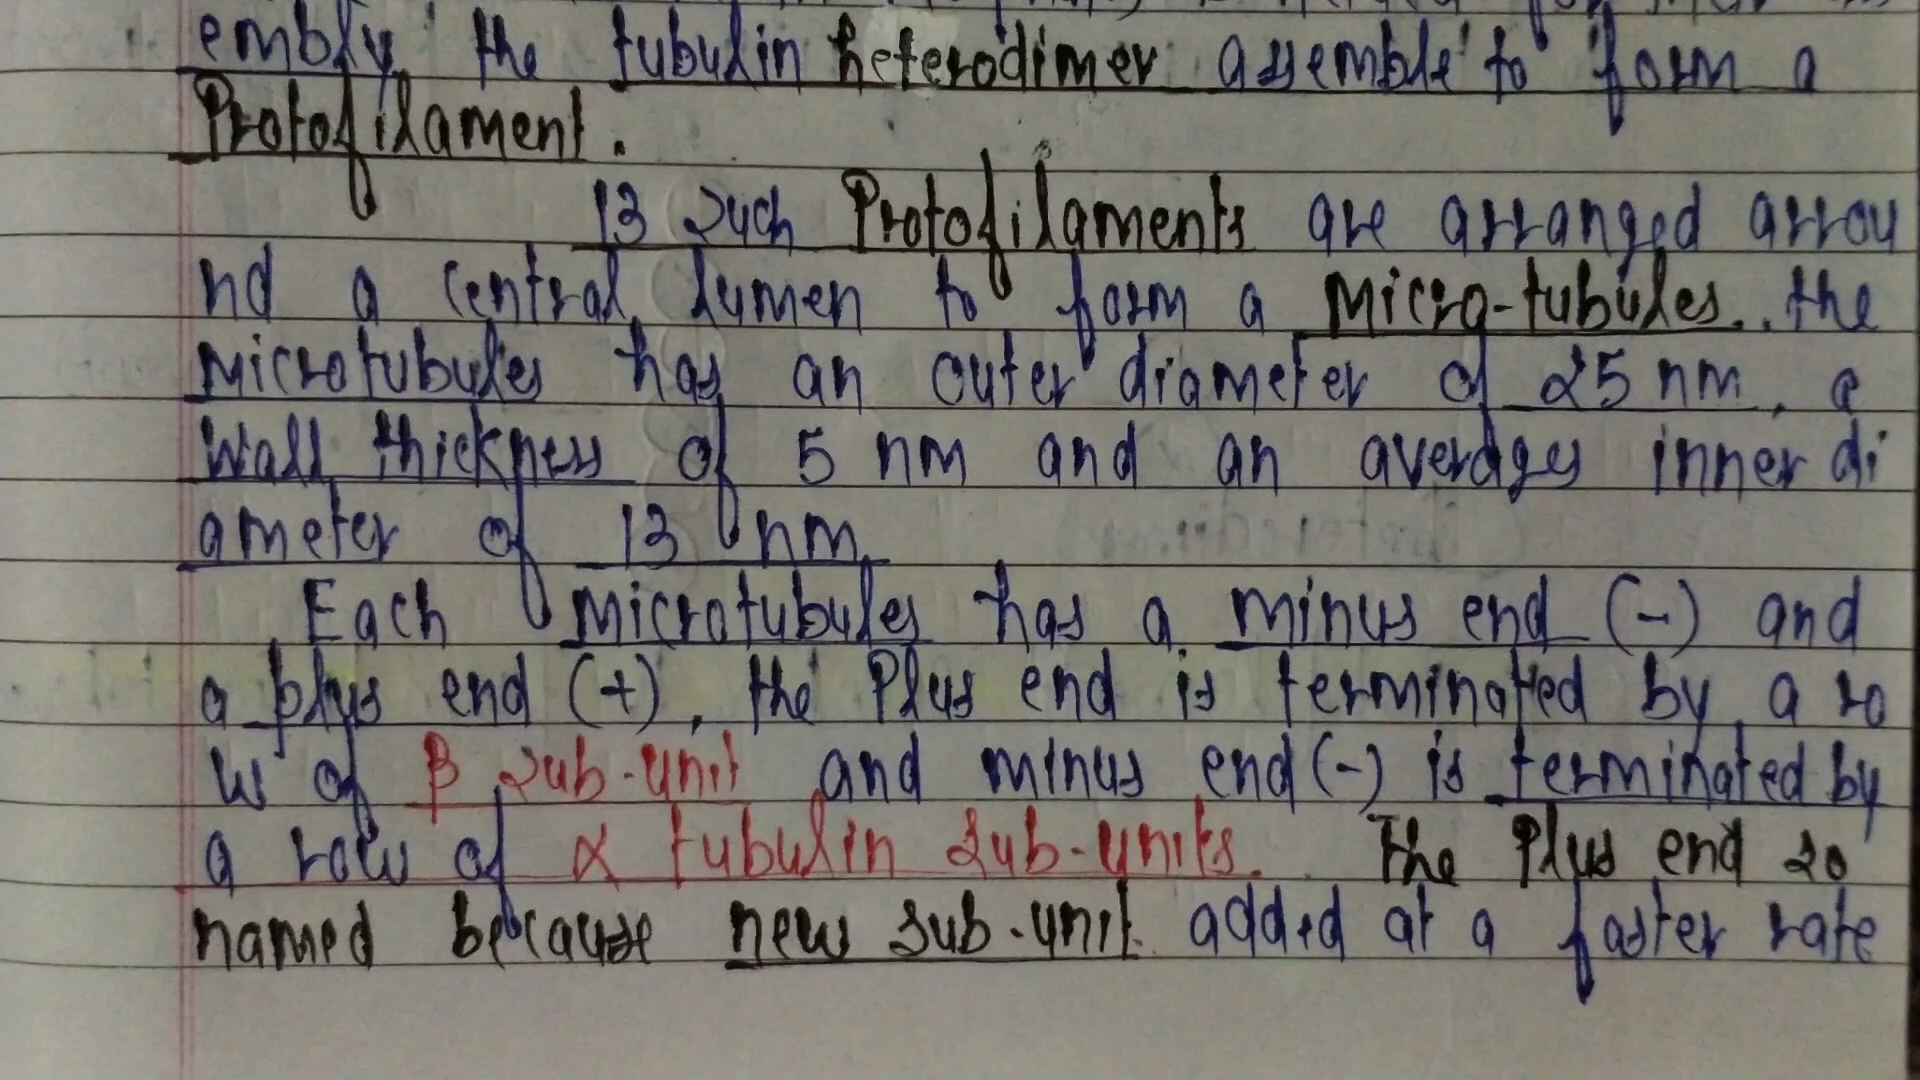 embly the tubulin heterodimer assemble to form a
Protofilament.
13 such Protofilaments are arranged arrou
nd a central lumen to form a Micro-tubules. the
Microtubules has an outer diameter of 25 nm, a
Wall thickness of 5 nm and an averages inner di
ameter of 13 nm
Each Microtubules has a minus end (-) and
a plus end (+), the Plus end is terminated by a ro
w of β sub-unit and minus end (-) is terminated by
a row of α tubulin sub-units. The Plus end so
named because new sub-unit added at a faster rate